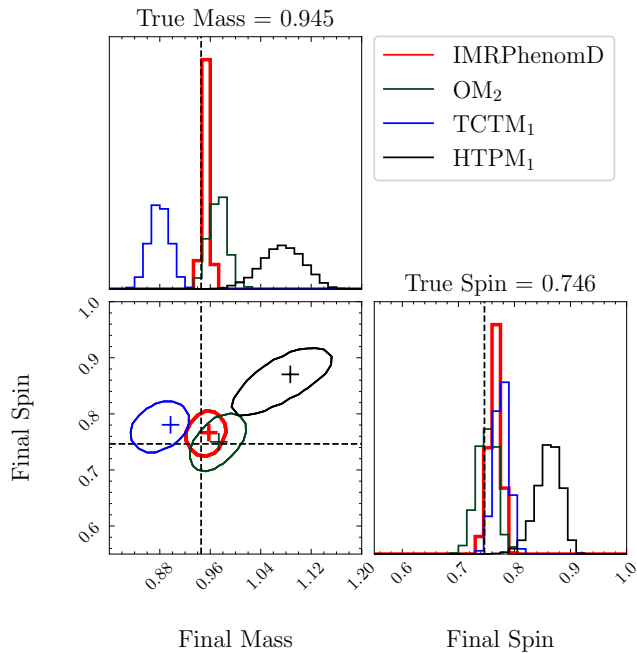 True Mass = 0.945
IMRPhenomD
OM₂
TCTM₁
HTPM₁
True Spin = 0.746
Final Spin
1.0
0.9
0.8
0.7
0.6
0.88 0.96 1.04 1.12 1.20
Final Mass
0.6 0.7 0.8 0.9 1.0
Final Spin